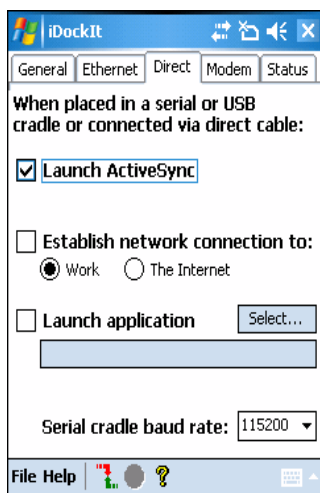 iDockIt
General Ethernet Direct Modem Status
When placed in a serial or USB
cradle or connected via direct cable:
Launch ActiveSync
Establish network connection to:
Work The Internet
Launch application Select...
Serial cradle baud rate: 115200
File Help